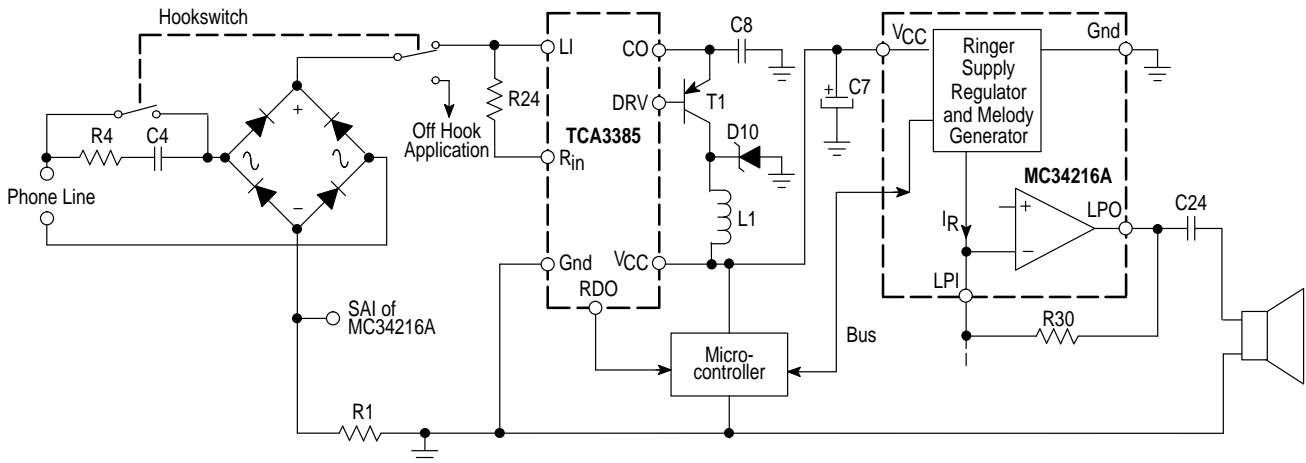 Hookswitch
R4
C4
Phone Line
+
~
~
−
SAI of
MC34216A
R1
Off Hook
Application
R24
LI
Rin
TCA3385
Gnd
RDO
CO
DRV
VCC
C8
T1
D10
L1
Micro-
controller
Bus
C7
+
VCC
Gnd
Ringer
Supply
Regulator
and Melody
Generator
MC34216A
IR
+
−
LPO
LPI
R30
C24